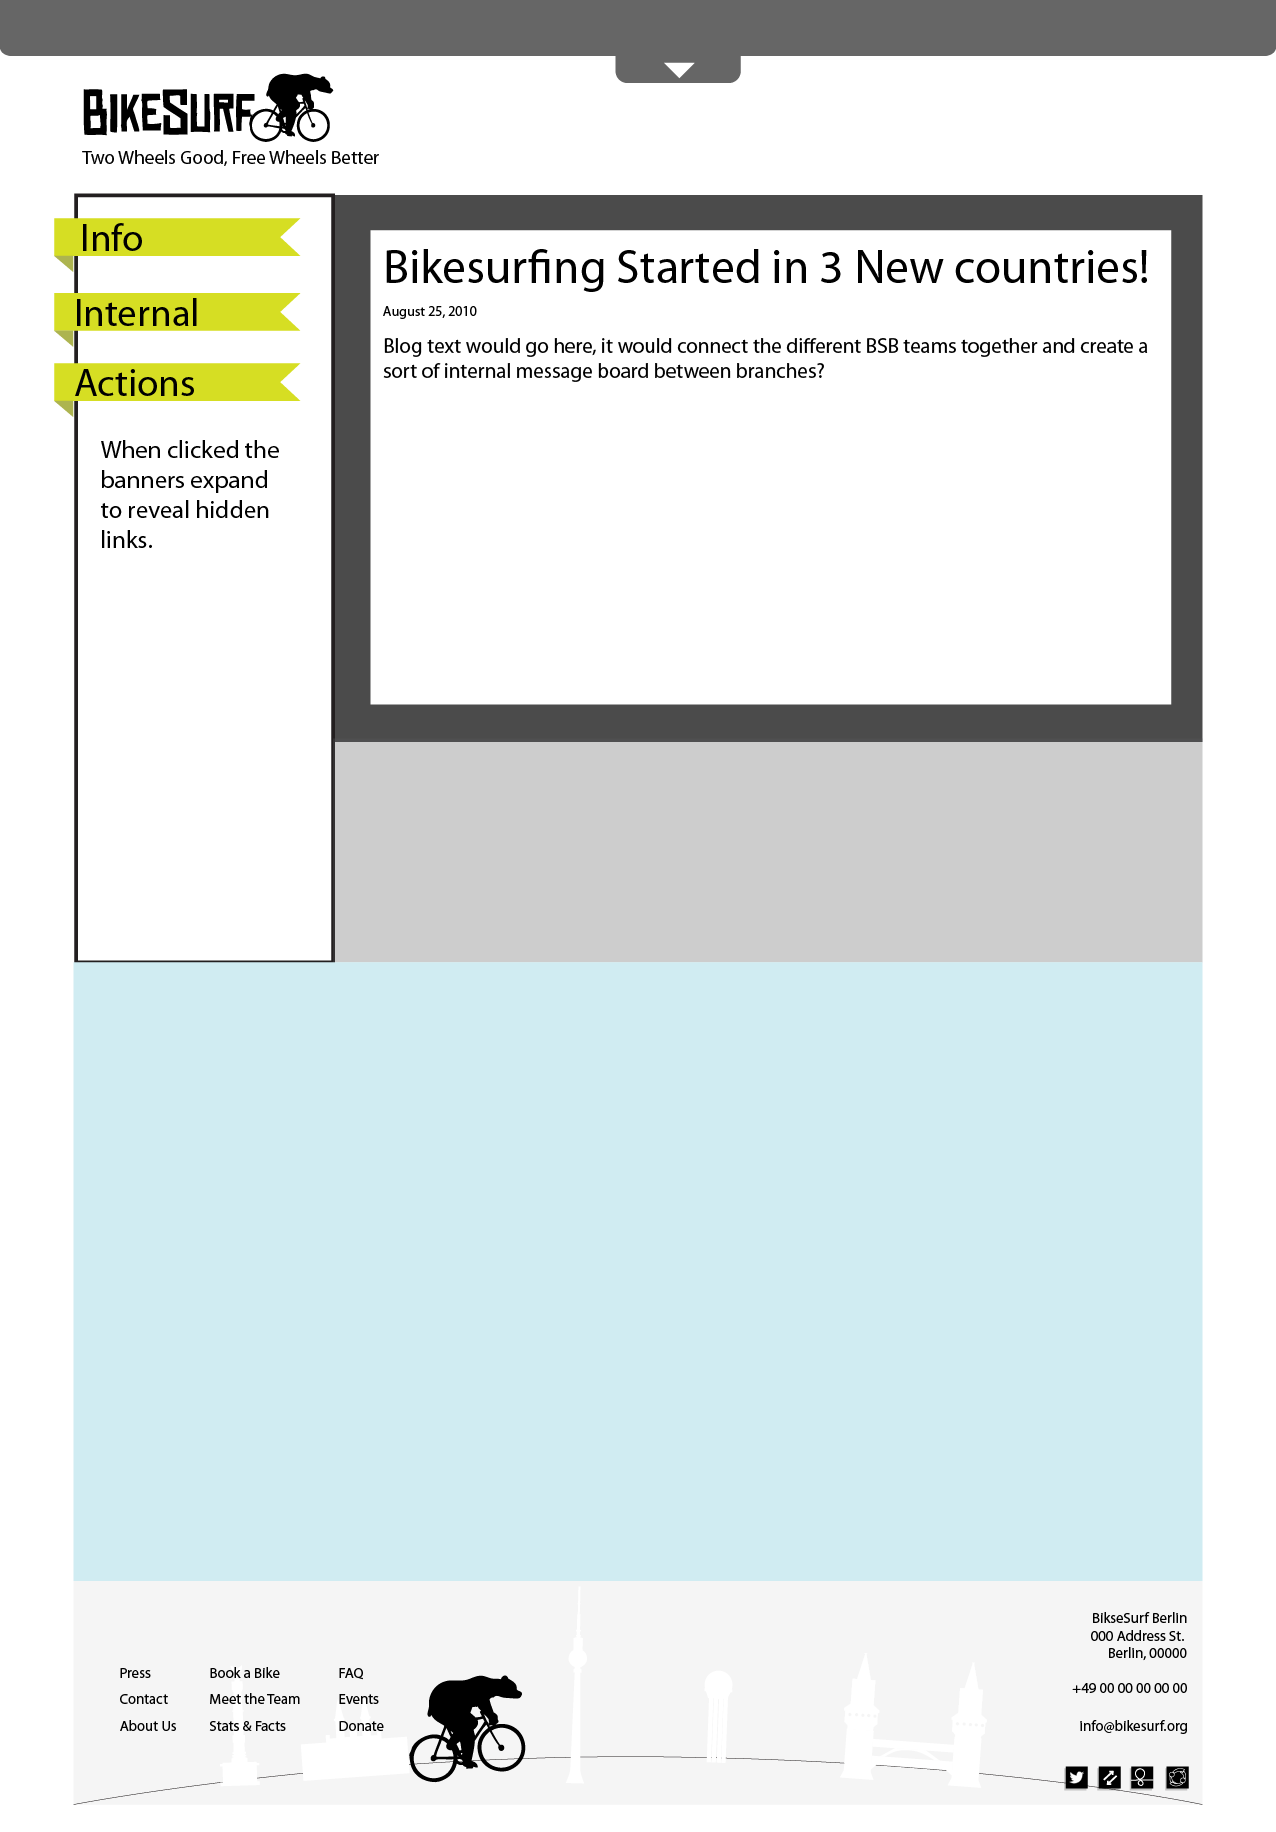 BIKESURF
Two Wheels Good, Free Wheels Better
Info
Internal
Actions
When clicked the
banners expand
to reveal hidden
links.
Bikesurfing Started in 3 New countries!
August 25, 2010
Blog text would go here, it would connect the different BSB teams together and create a
sort of internal message board between branches?
Press
Contact
About Us
Book a Bike
Meet the Team
Stats & Facts
FAQ
Events
Donate
BikseSurf Berlin
000 Address St.
Berlin, 00000
+49 00 00 00 00 00
Info@bikesurf.org